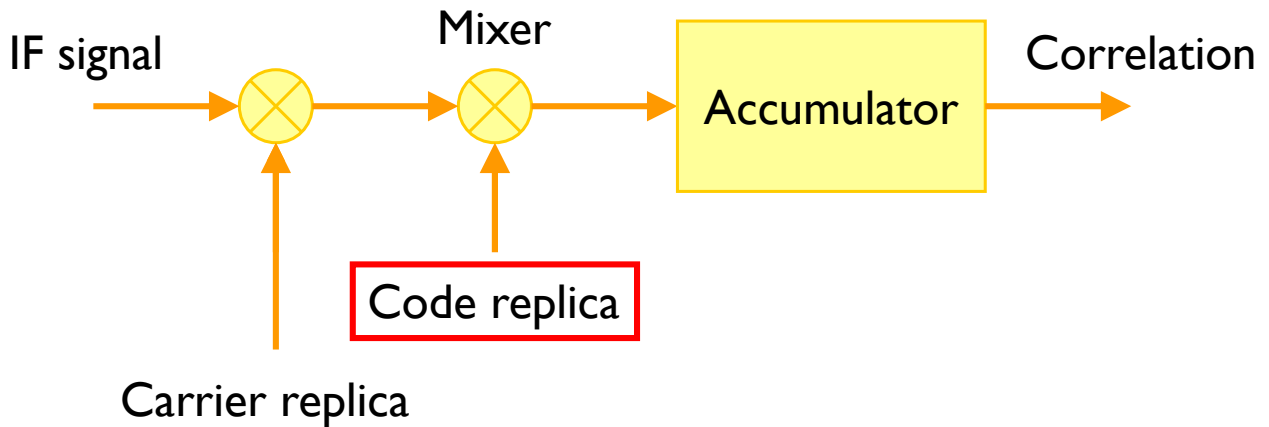 Mixer
IF signal
Correlation
Accumulator
Code replica
Carrier replica